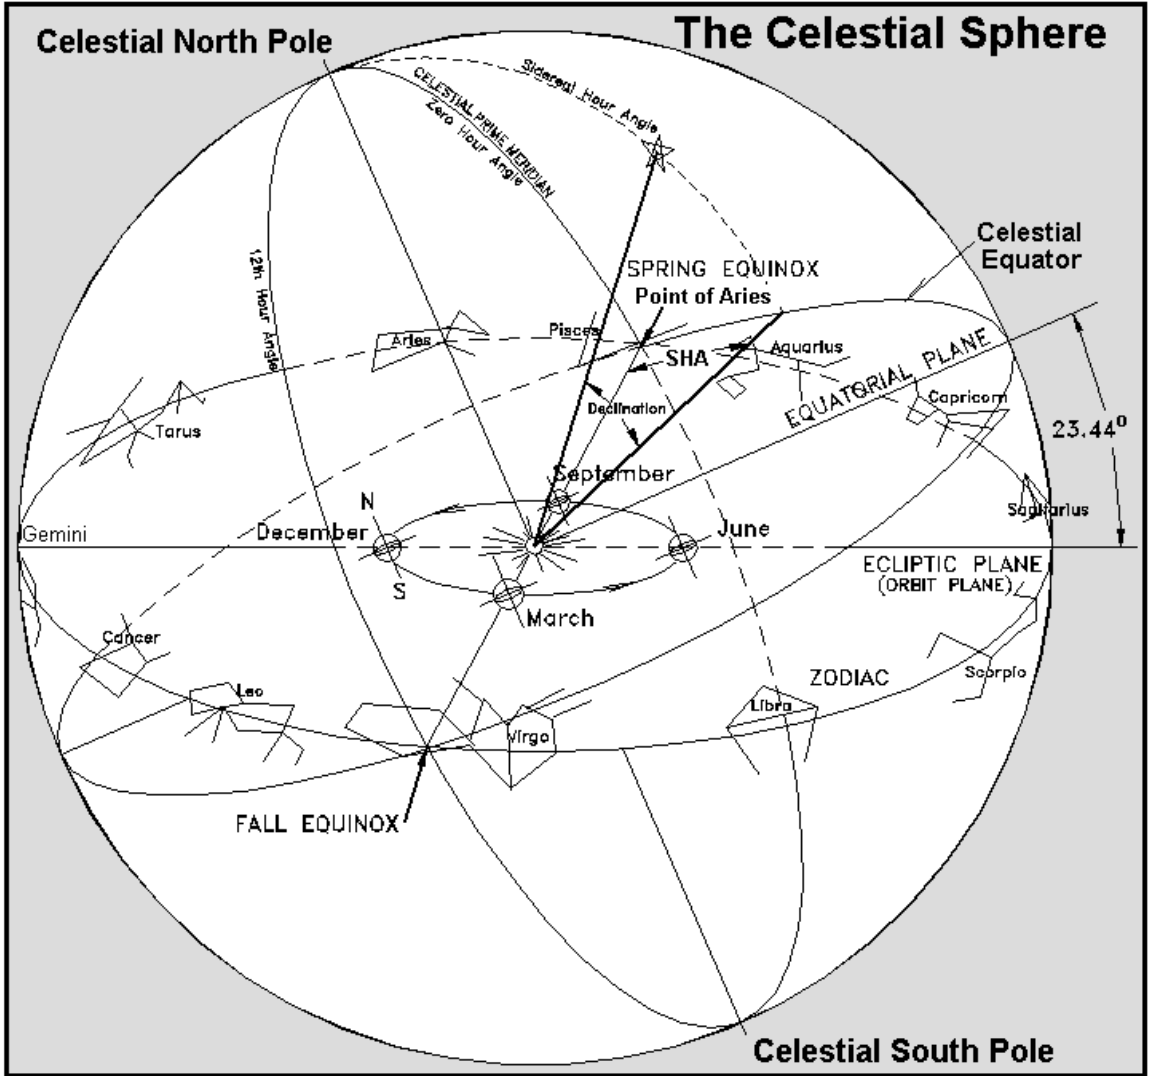 The Celestial Sphere
Celestial North Pole
Sidereal Hour Angle
CELESTIAL PRIME MERIDIAN
Zero Hour Angle
12th Hour Angle
Celestial
Equator
SPRING EQUINOX
Point of Aries
Pisces
Aries
SHA
Aquarius
EQUATORIAL PLANE
Capricorn
Declination
Tarus
23.44⁰
September
N
December
June
Sagitarius
Gemini
ECLIPTIC PLANE
(ORBIT PLANE)
S
March
Cancer
Leo
ZODIAC
Scorpio
Libra
Virgo
FALL EQUINOX
Celestial South Pole